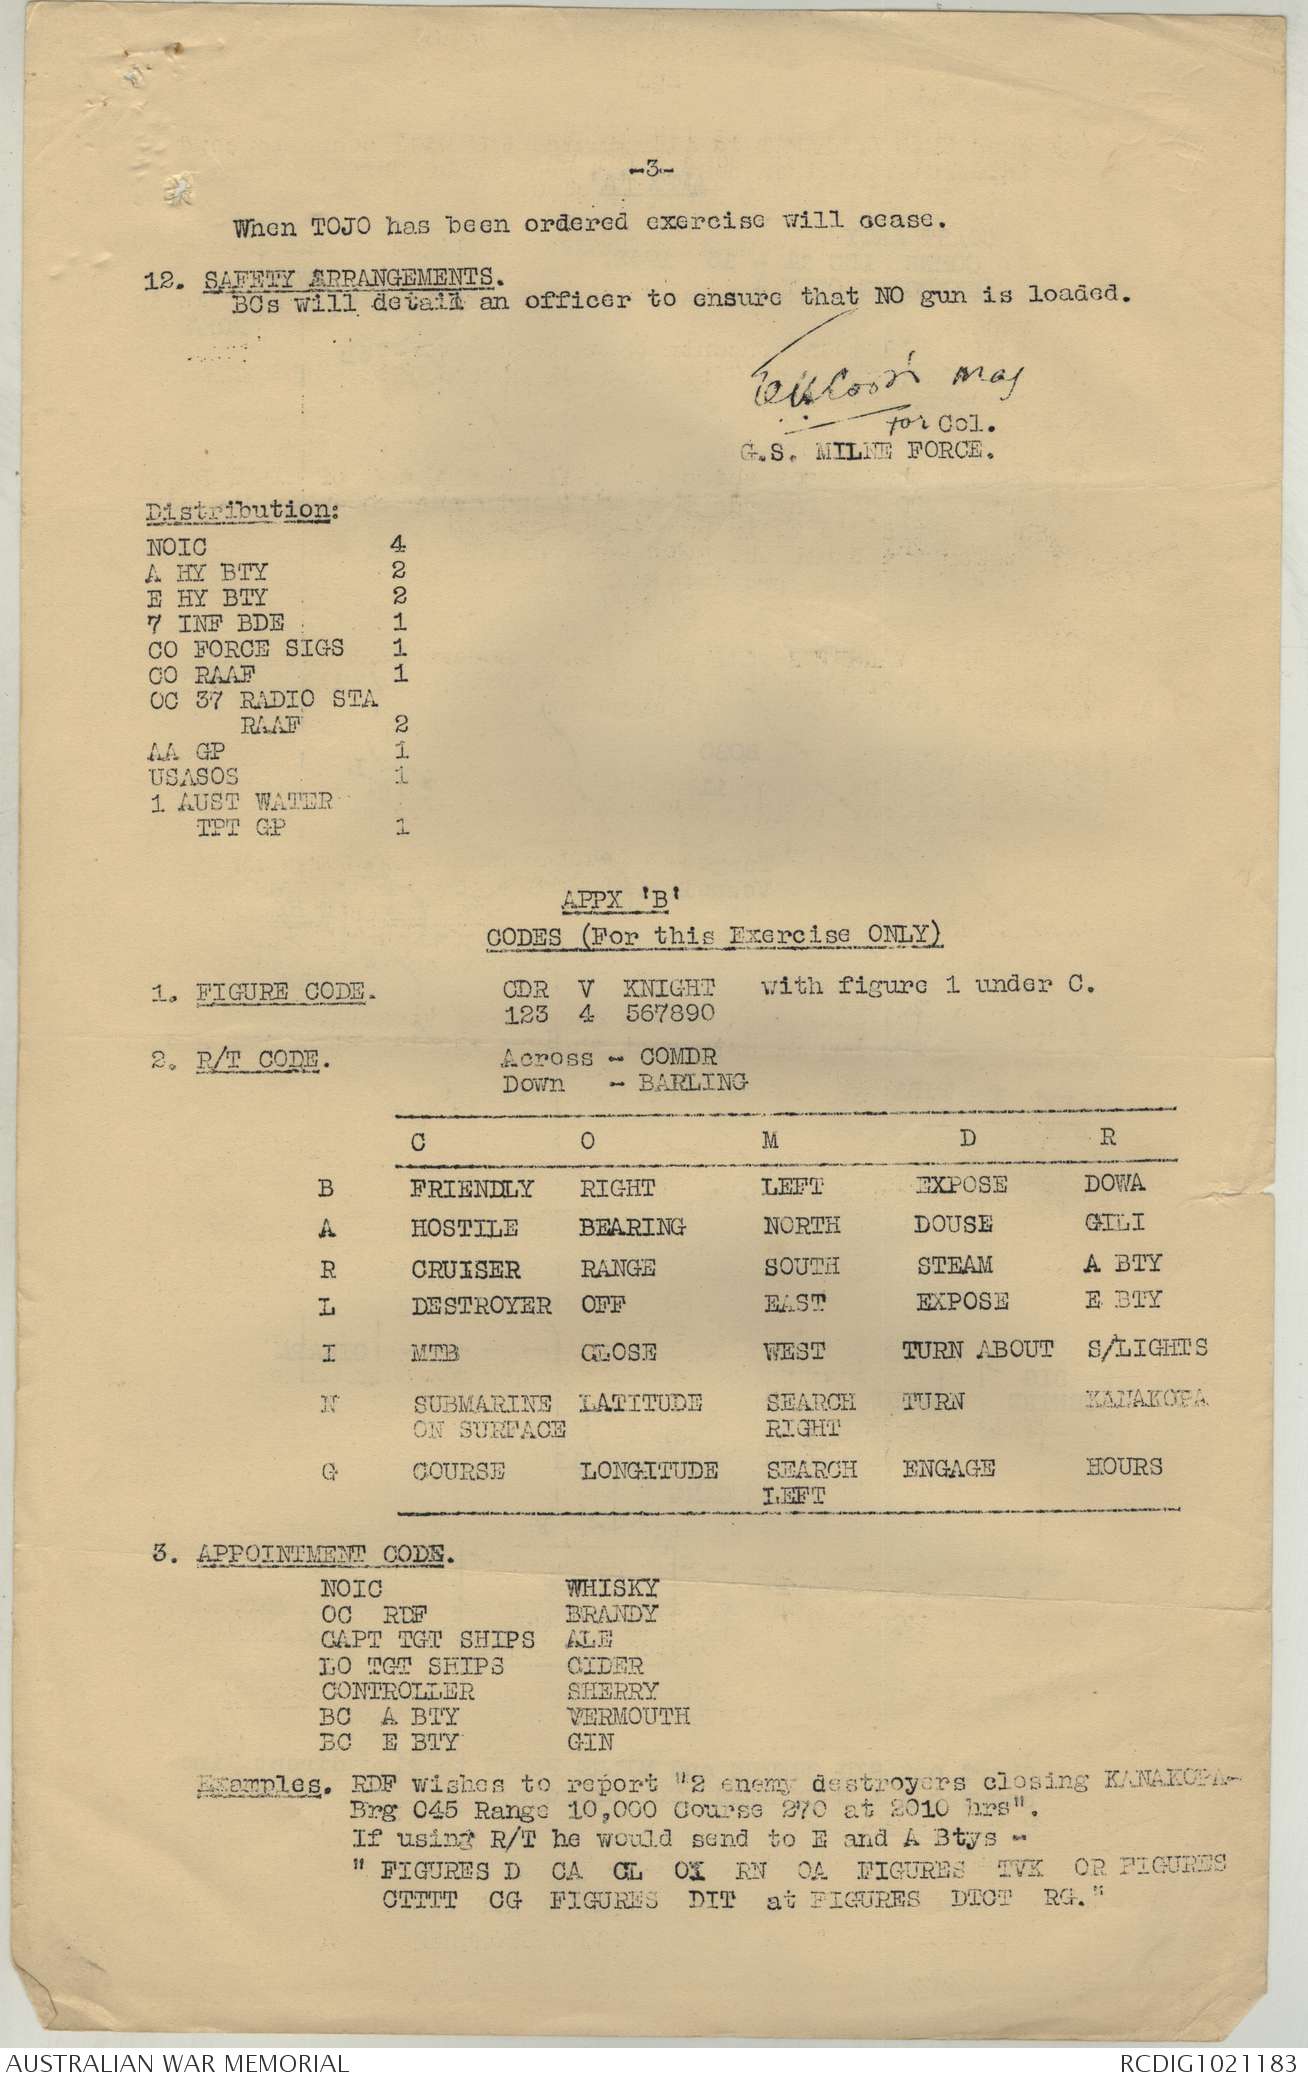 -3-
When TOJO has been ordered exercise will cease.
12. SAFETY ARRANGEMENTS.
BCs will detail an officer to ensure that NO gun is loaded.
Maj
for Col.
G.S. MILNE FORCE.
Distribution:
NOIC 4
A HY BTY 2
E HY BTY 2
7 INF BDE 1
CO FORCE SIGS 1
CO RAAF 1
OC 37 RADIO STA
RAAF 2
AA GP 1
USASOS 1
1 AUST WATER
TPT GP 1
APPX 'B'
CODES (For this Exercise ONLY)
1. FIGURE CODE. CDR V KNIGHT with figure 1 under C.
123 4 567890
2. R/T CODE. Across - COMDR
Down - BARLING
C O M D R
B FRIENDLY RIGHT LEFT EXPOSE DOWA
A HOSTILE BEARING NORTH DOUSE GILI
R CRUISER RANGE SOUTH STEAM A BTY
L DESTROYER OFF EAST EXPOSE E BTY
I MTB CLOSE WEST TURN ABOUT S/LIGHTS
N SUBMARINE LATITUDE SEARCH TURN KANAKOPA
ON SURFACE RIGHT
G COURSE LONGITUDE SEARCH ENGAGE HOURS
LEFT
3. APPOINTMENT CODE.
NOIC WHISKY
OC RDF BRANDY
CAPT TGT SHIPS ALE
LO TGT SHIPS CIDER
CONTROLLER SHERRY
BC A BTY VERMOUTH
BC E BTY GIN
Examples. RDF wishes to report "2 enemy destroyers closing KANAKOPA-
Brg 045 Range 10,000 Course 270 at 2010 hrs".
If using R/T he would send to E and A Btys -
" FIGURES D CA CL OI RN OA FIGURES TVK OR FIGURES
CTTTT CG FIGURES DIT at FIGURES DTCT RG."
AUSTRALIAN WAR MEMORIAL RCDIG1021183